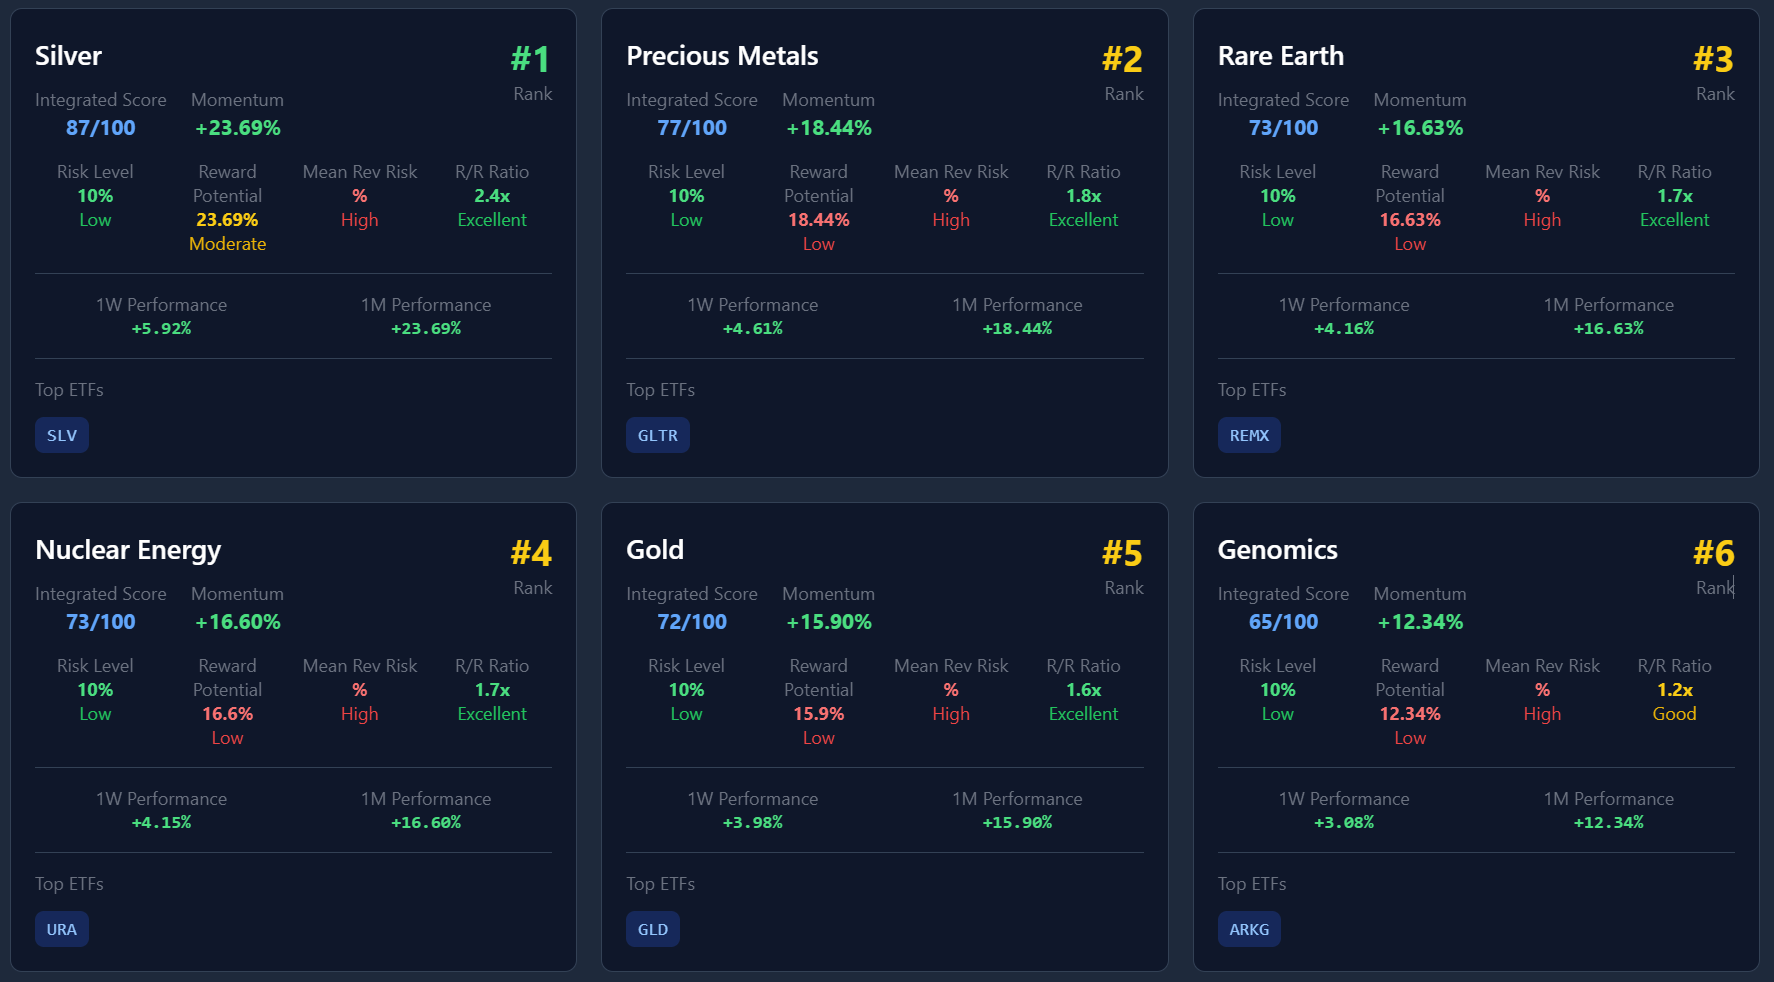 Silver
#1
Rank
Integrated Score Momentum
87/100 +23.69%
Risk Level Reward Potential Mean Rev Risk R/R Ratio
10% 23.69% % 2.4x
Low Moderate High Excellent
1W Performance 1M Performance
+5.92% +23.69%
Top ETFs
SLV
Precious Metals
#2
Rank
Integrated Score Momentum
77/100 +18.44%
Risk Level Reward Potential Mean Rev Risk R/R Ratio
10% 18.44% % 1.8x
Low Low High Excellent
1W Performance 1M Performance
+4.61% +18.44%
Top ETFs
GLTR
Rare Earth
#3
Rank
Integrated Score Momentum
73/100 +16.63%
Risk Level Reward Potential Mean Rev Risk R/R Ratio
10% 16.63% % 1.7x
Low Low High Excellent
1W Performance 1M Performance
+4.16% +16.63%
Top ETFs
REMX
Nuclear Energy
#4
Rank
Integrated Score Momentum
73/100 +16.60%
Risk Level Reward Potential Mean Rev Risk R/R Ratio
10% 16.6% % 1.7x
Low Low High Excellent
1W Performance 1M Performance
+4.15% +16.60%
Top ETFs
URA
Gold
#5
Rank
Integrated Score Momentum
72/100 +15.90%
Risk Level Reward Potential Mean Rev Risk R/R Ratio
10% 15.9% % 1.6x
Low Low High Excellent
1W Performance 1M Performance
+3.98% +15.90%
Top ETFs
GLD
Genomics
#6
Rank
Integrated Score Momentum
65/100 +12.34%
Risk Level Reward Potential Mean Rev Risk R/R Ratio
10% 12.34% % 1.2x
Low Low High Good
1W Performance 1M Performance
+3.08% +12.34%
Top ETFs
ARKG